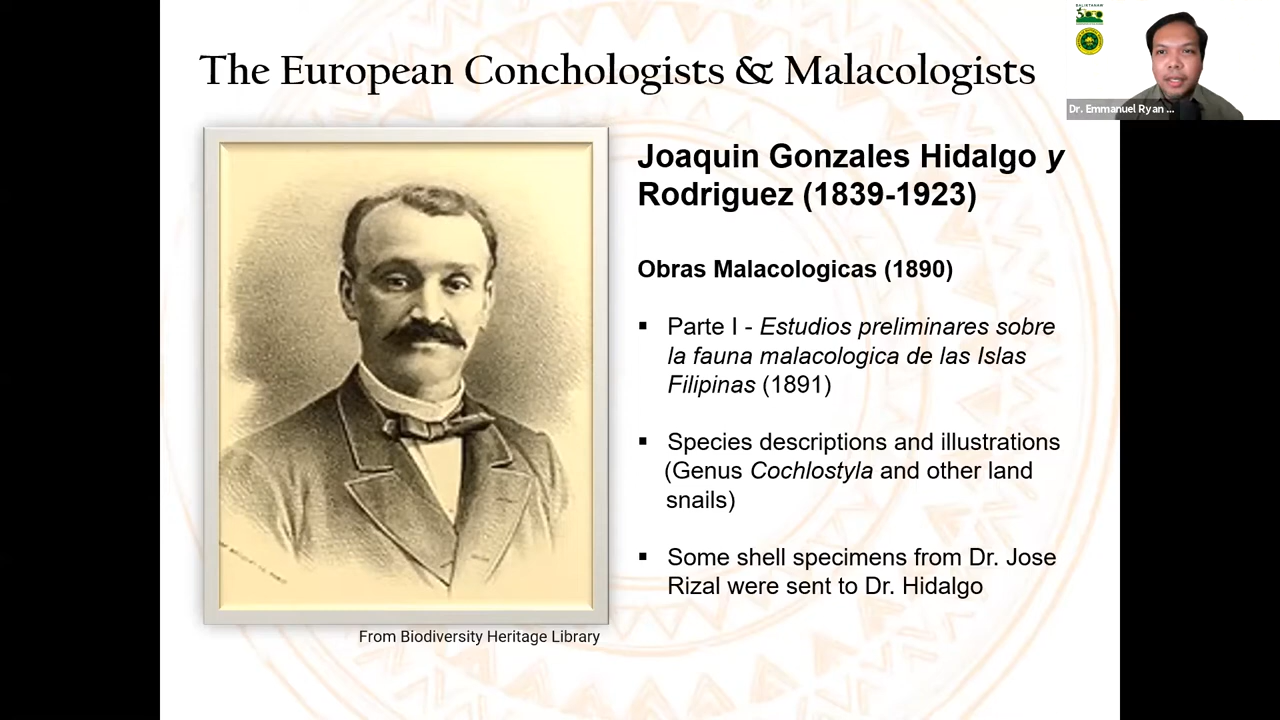 The European Conchologists & Malacologists
Dr. Emmanuel Ryan ...
Joaquin Gonzales Hidalgo y
Rodriguez (1839-1923)
Obras Malacologicas (1890)
▪ Parte I - Estudios preliminares sobre
la fauna malacologica de las Islas
Filipinas (1891)
▪ Species descriptions and illustrations
(Genus Cochlostyla and other land
snails)
▪ Some shell specimens from Dr. Jose
Rizal were sent to Dr. Hidalgo
From Biodiversity Heritage Library